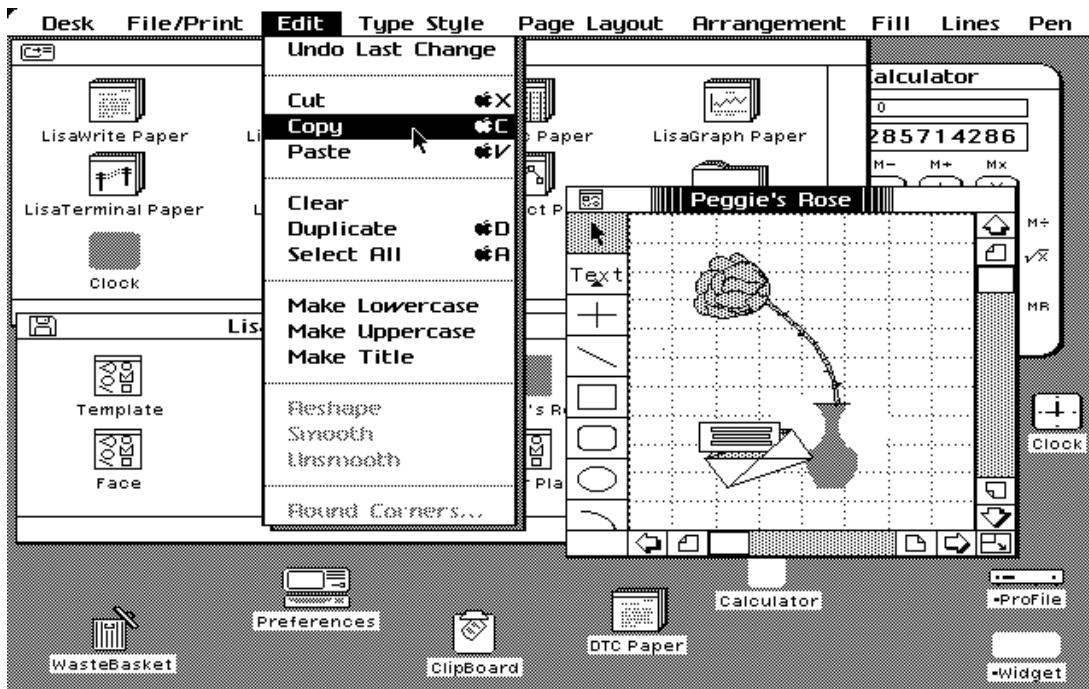 Desk File/Print Edit Type Style Page Layout Arrangement Fill Lines Pen
Undo Last Change
Cut X
Copy C
Paste V
Clear
Duplicate D
Select All A
Make Lowercase
Make Uppercase
Make Title
Reshape
Smooth
Unsmooth
Round Corners...
LisaWrite Paper
Paper
LisaGraph Paper
LisaTerminal Paper
Clock
Calculator
0
285714286
M- M+ Mx
M÷
√x
MR
Peggie's Rose
Text
Template
Face
Clock
Preferences
WasteBasket
ClipBoard
DTC Paper
Calculator
ProFile
Widget